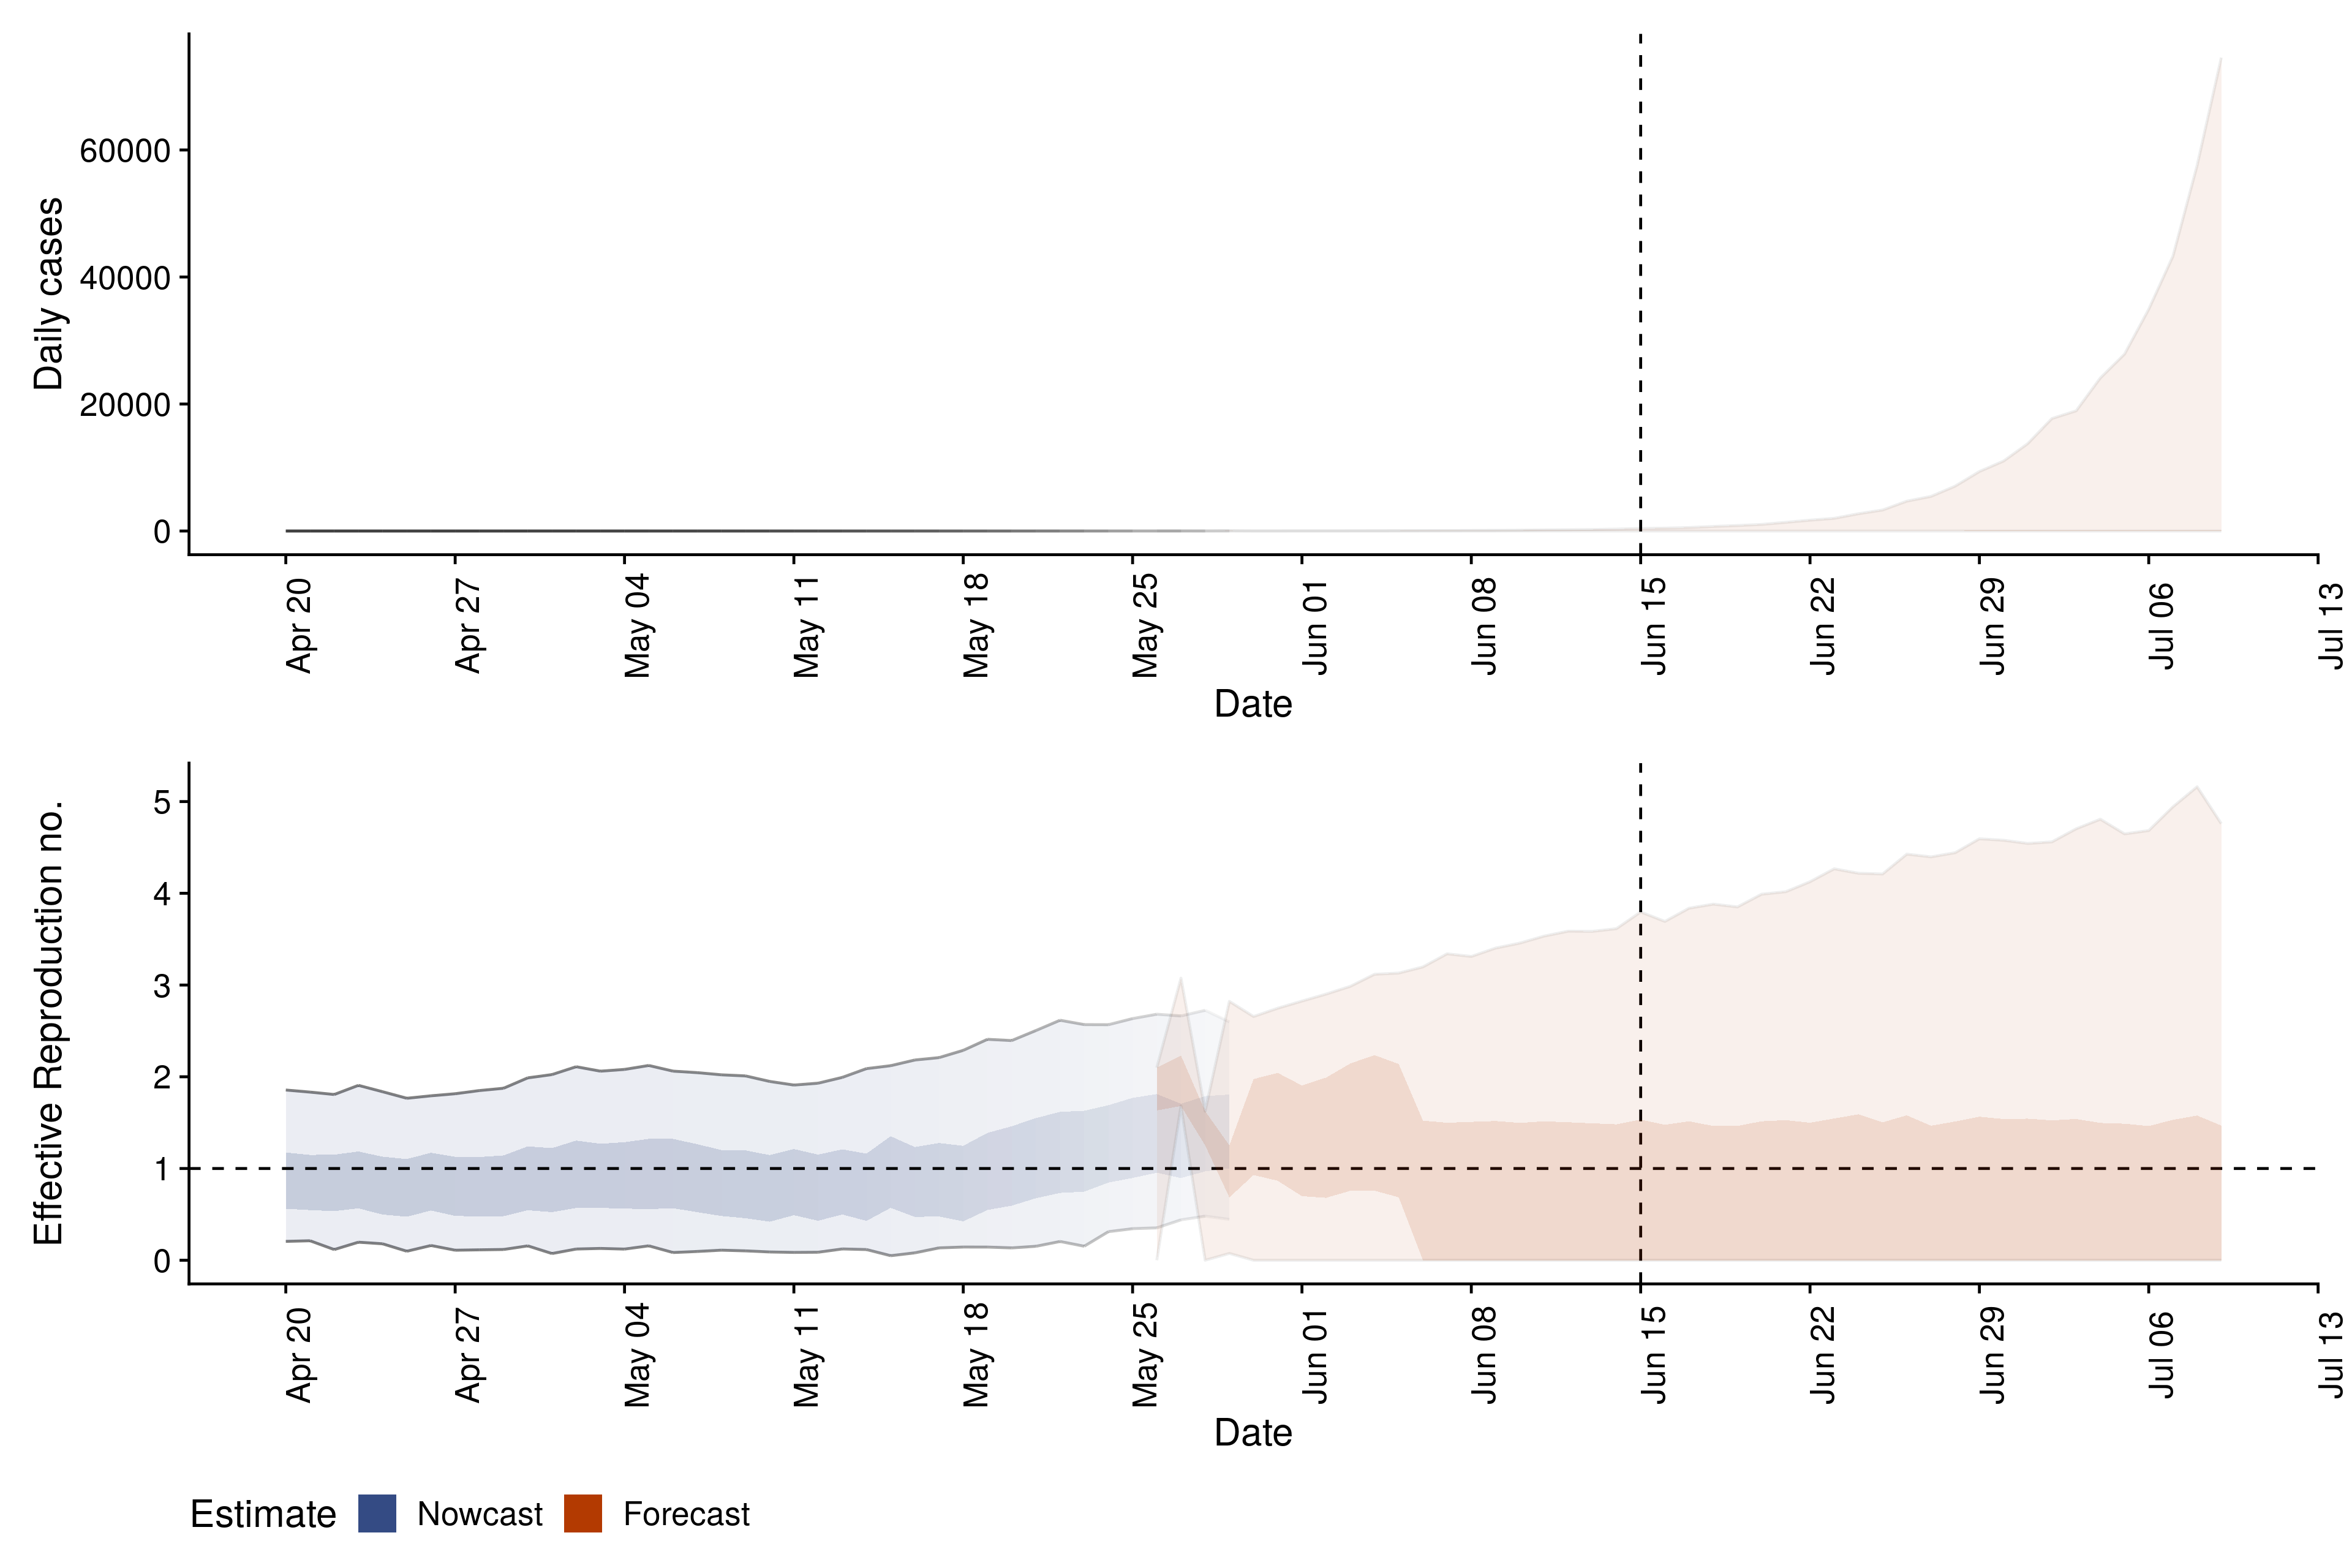 Daily cases
60000
40000
20000
0
Apr 20
Apr 27
May 04
May 11
May 18
May 25
Jun 01
Jun 08
Jun 15
Jun 22
Jun 29
Jul 06
Jul 13
Date
Effective Reproduction no.
5
4
3
2
1
0
Apr 20
Apr 27
May 04
May 11
May 18
May 25
Jun 01
Jun 08
Jun 15
Jun 22
Jun 29
Jul 06
Jul 13
Date
Estimate Nowcast Forecast